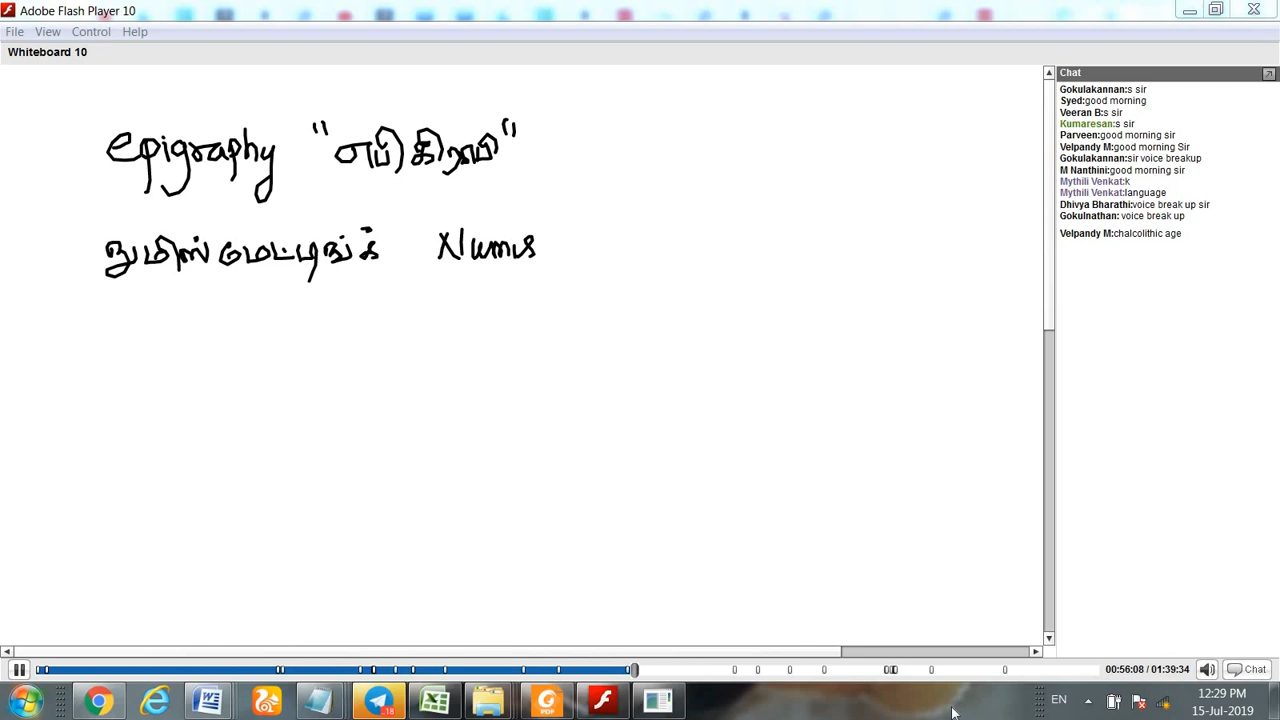 Adobe Flash Player 10
File View Control Help
Whiteboard 10
epigraphy "எபிகிராபி"
நுமிஸ்மெட்டிங்க் Numis
Chat
Gokulakannan:s sir
Syed:good morning
Veeran B:s sir
Kumaresan:s sir
Parveen:good morning sir
Velpandy M:good morning Sir
Gokulakannan:sir voice breakup
M Nanthini:good morning sir
Mythili Venkat:k
Mythili Venkat:language
Dhivya Bharathi:voice break up sir
Gokulnathan: voice break up
Velpandy M:chalcolithic age
00:56:08 / 01:39:34 Chat
18
EN 12:29 PM
15-Jul-2019